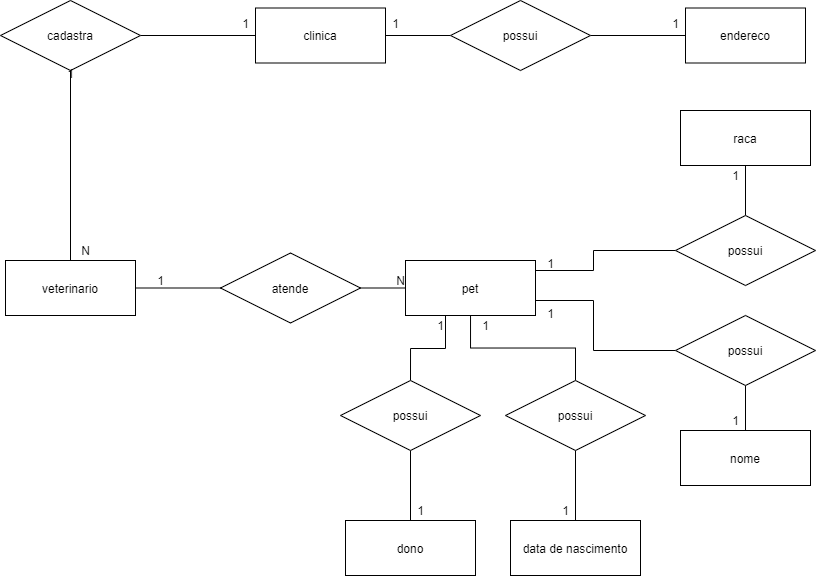 cadastra
1
clinica
1
possui
1
endereco
raca
1
possui
N
1
veterinario
1
atende
N
pet
1
possui
1
1
possui
possui
possui
1
nome
1
1
dono
data de nascimento